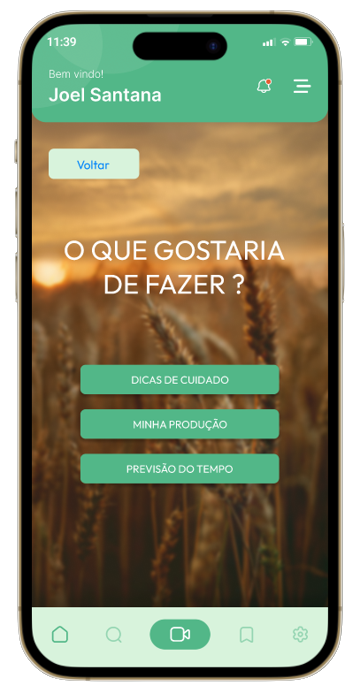 11:39
Bem vindo!
Joel Santana
Voltar
O QUE GOSTARIA
DE FAZER ?
DICAS DE CUIDADO
MINHA PRODUÇÃO
PREVISÃO DO TEMPO